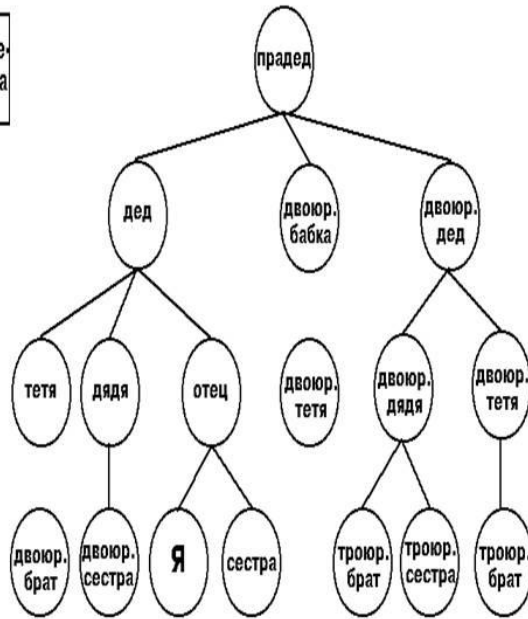 е-
а
прадед
дед
двоюр.
бабка
двоюр.
дед
тетя
дядя
отец
двоюр.
тетя
двоюр.
дядя
двоюр.
тетя
двоюр.
брат
двоюр.
сестра
Я
сестра
троюр.
брат
троюр.
сестра
троюр.
брат